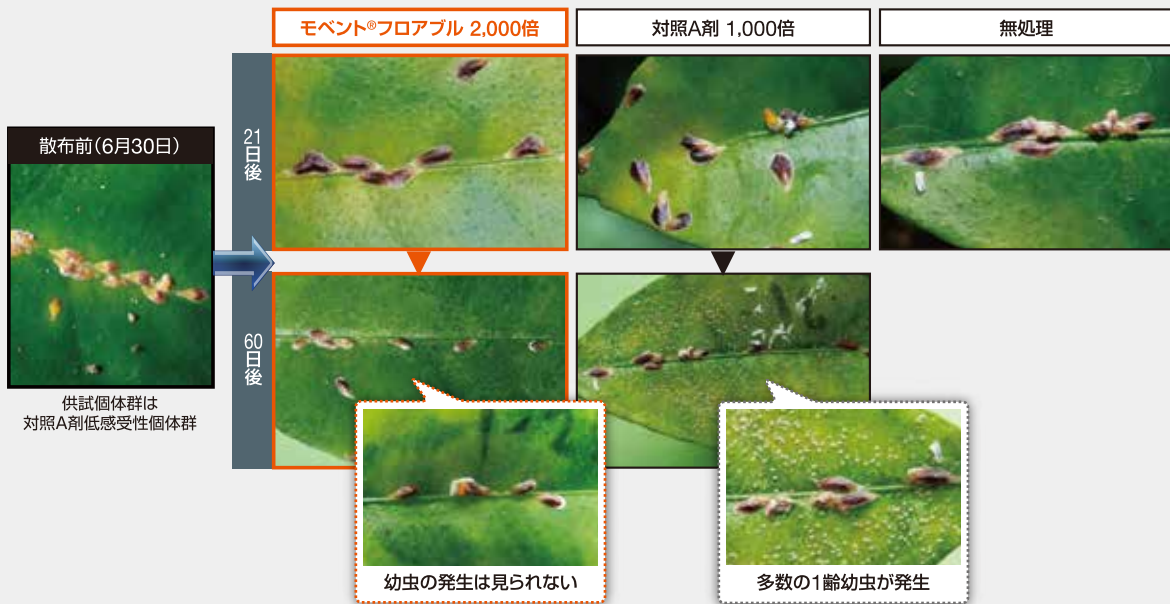 モベント®フロアブル 2,000倍
対照A剤 1,000倍
無処理
散布前(6月30日)
供試個体群は
対照A剤低感受性個体群
21日後
60日後
幼虫の発生は見られない
多数の1齢幼虫が発生